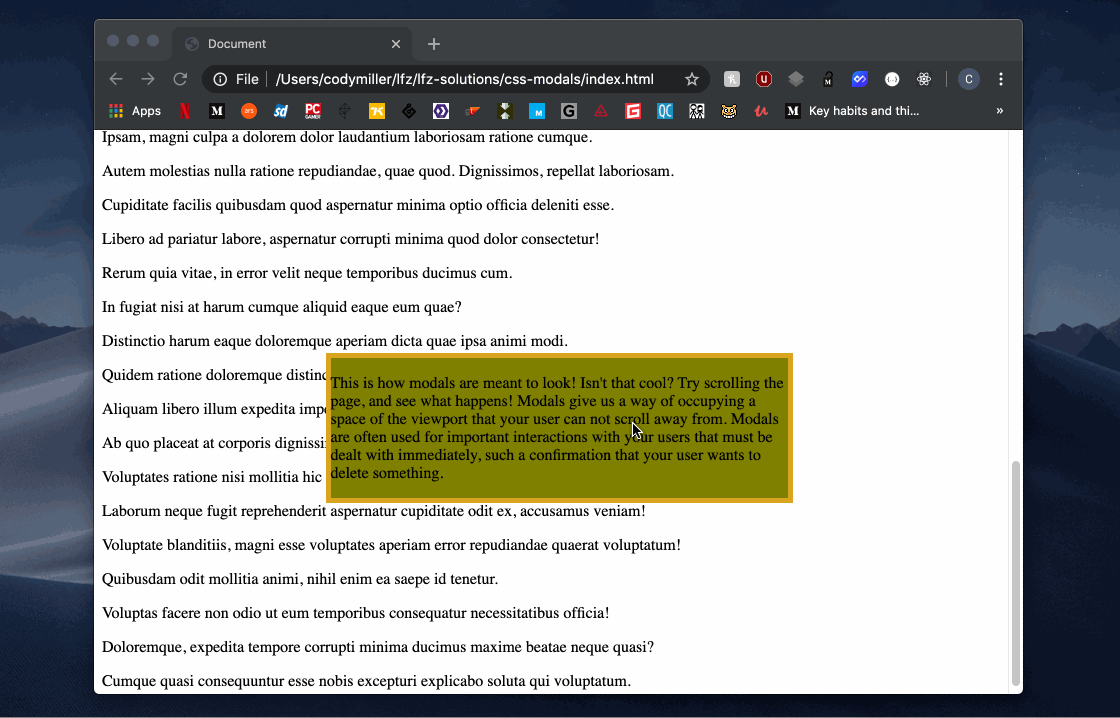 Document
File
/Users/codymiller/lfz/lfz-solutions/css-modals/index.html
C
Apps
PC
GAMER
QC
Key habits and thi...
»
Ipsam, magni culpa a dolorem dolor laudantium laboriosam ratione cumque.
Autem molestias nulla ratione repudiandae, quae quod. Dignissimos, repellat laboriosam.
Cupiditate facilis quibusdam quod aspernatur minima optio officia deleniti esse.
Libero ad pariatur labore, aspernatur corrupti minima quod dolor consectetur!
Rerum quia vitae, in error velit neque temporibus ducimus cum.
In fugiat nisi at harum cumque aliquid eaque eum quae?
Distinctio harum eaque doloremque aperiam dicta quae ipsa animi modi.
Quidem ratione doloremque distinc
Aliquam libero illum expedita imp
Ab quo placeat at corporis dignissi
Voluptates ratione nisi mollitia hic
This is how modals are meant to look! Isn't that cool? Try scrolling the
page, and see what happens! Modals give us a way of occupying a
space of the viewport that your user can not scroll away from. Modals
are often used for important interactions with your users that must be
dealt with immediately, such a confirmation that your user wants to
delete something.
Laborum neque fugit reprehenderit aspernatur cupiditate odit ex, accusamus veniam!
Voluptate blanditiis, magni esse voluptates aperiam error repudiandae quaerat voluptatum!
Quibusdam odit mollitia animi, nihil enim ea saepe id tenetur.
Voluptas facere non odio ut eum temporibus consequatur necessitatibus officia!
Doloremque, expedita tempore corrupti minima ducimus maxime beatae neque quasi?
Cumque quasi consequuntur esse nobis excepturi explicabo soluta qui voluptatum.